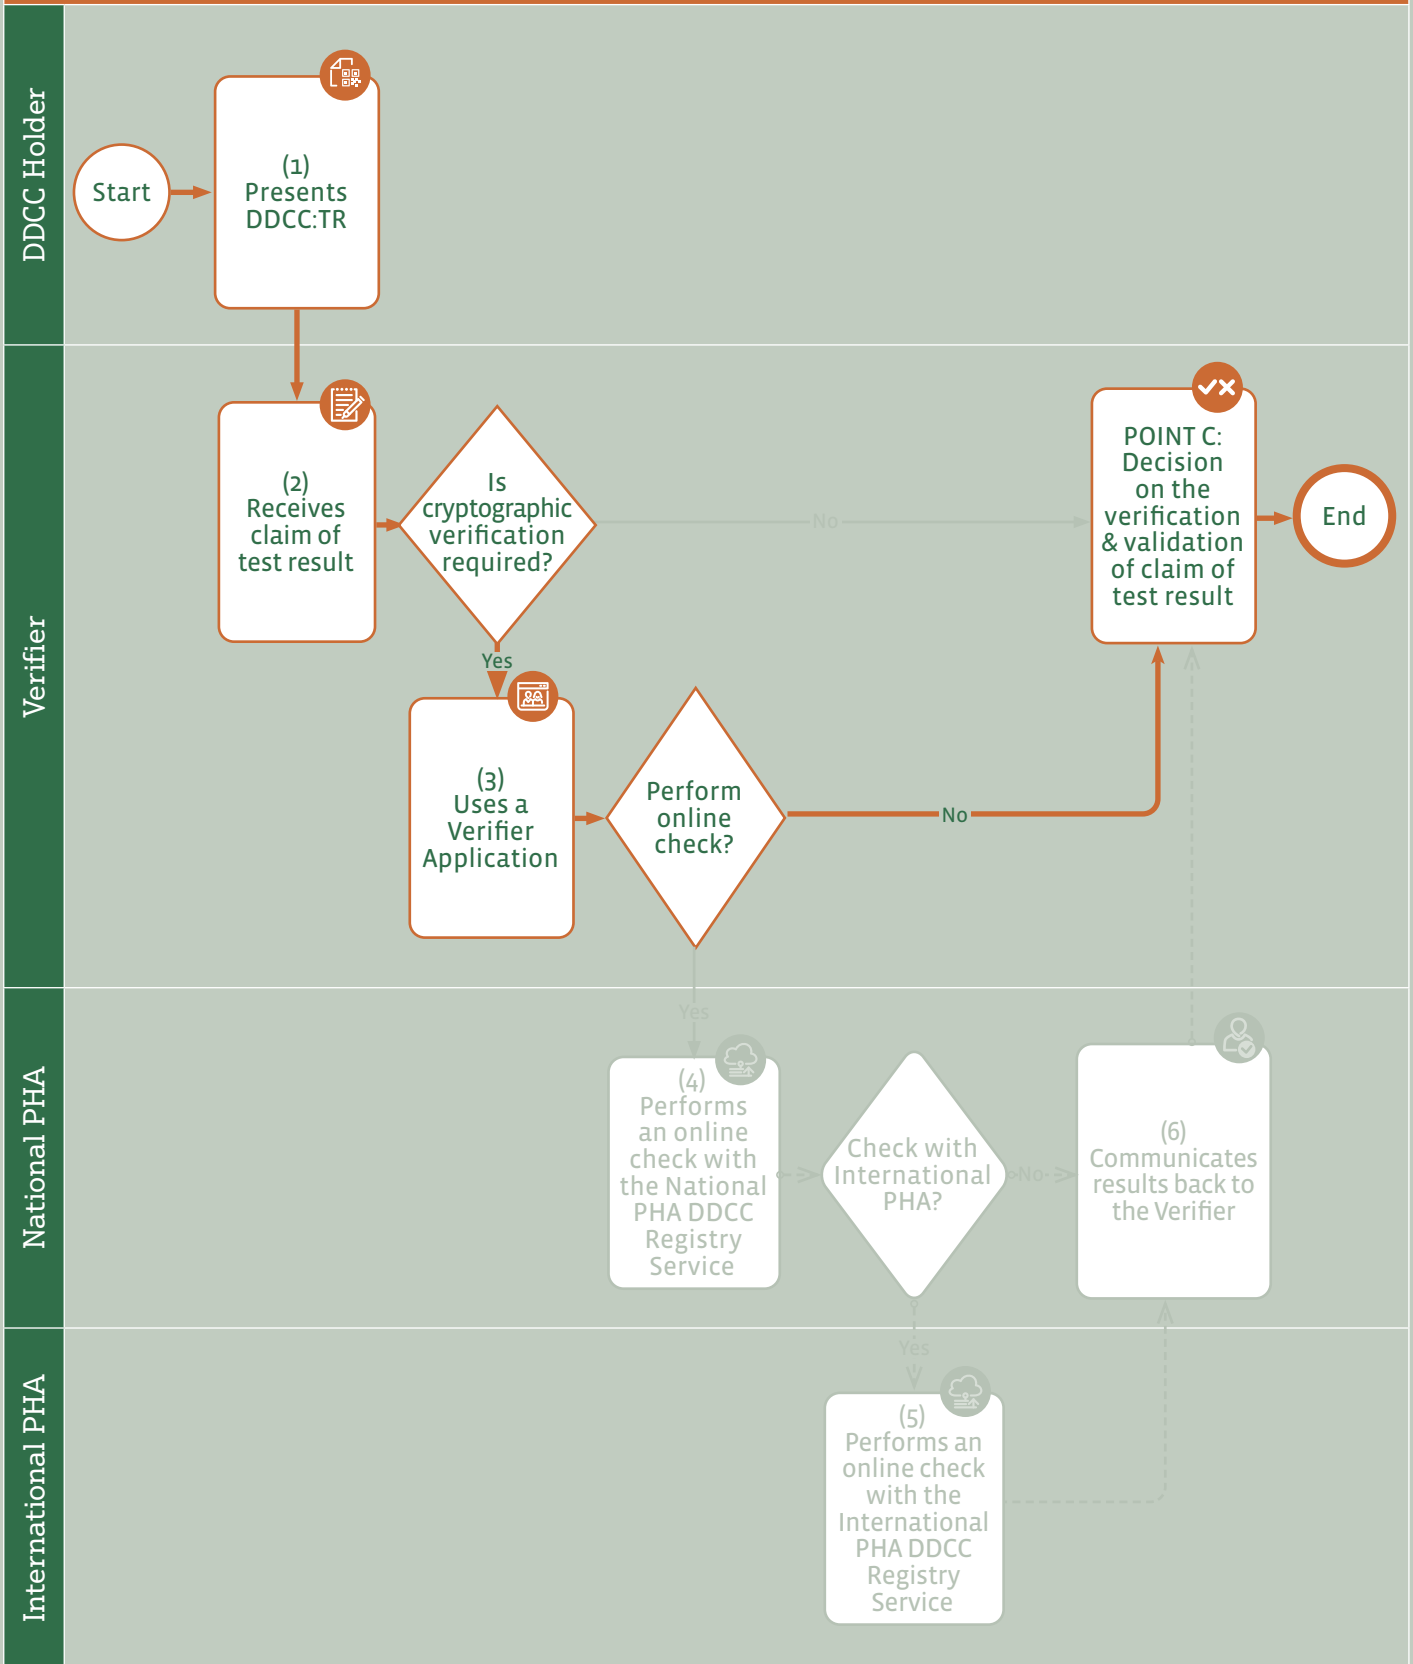 DDCC Holder
Start
(1)
Presents
DDCC:TR
Verifier
(2)
Receives
claim of
test result
Is
cryptographic
verification
required?
No
POINT C:
Decision
on the
verification
& validation
of claim of
test result
End
Yes
(3)
Uses a
Verifier
Application
Perform
online
check?
No
National PHA
Yes
(4)
Performs
an online
check with
the National
PHA DDCC
Registry
Service
Check with
International
PHA?
No
(6)
Communicates
results back to
the Verifier
International PHA
Yes
(5)
Performs an
online check
with the
International
PHA DDCC
Registry
Service